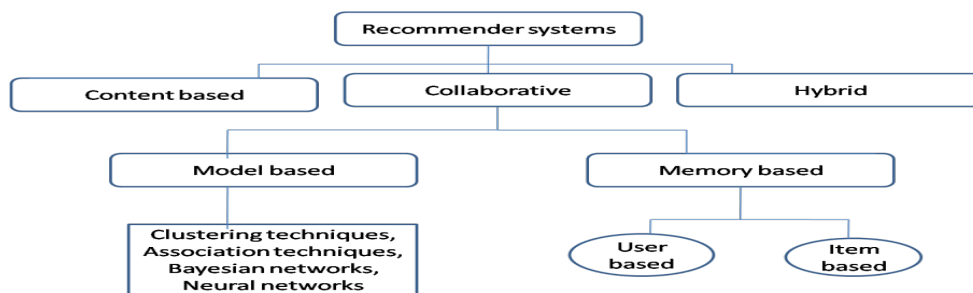 Recommender systems
Content based
Collaborative
Hybrid
Model based
Memory based
Clustering techniques,
Association techniques,
Bayesian networks,
Neural networks
User
based
Item
based